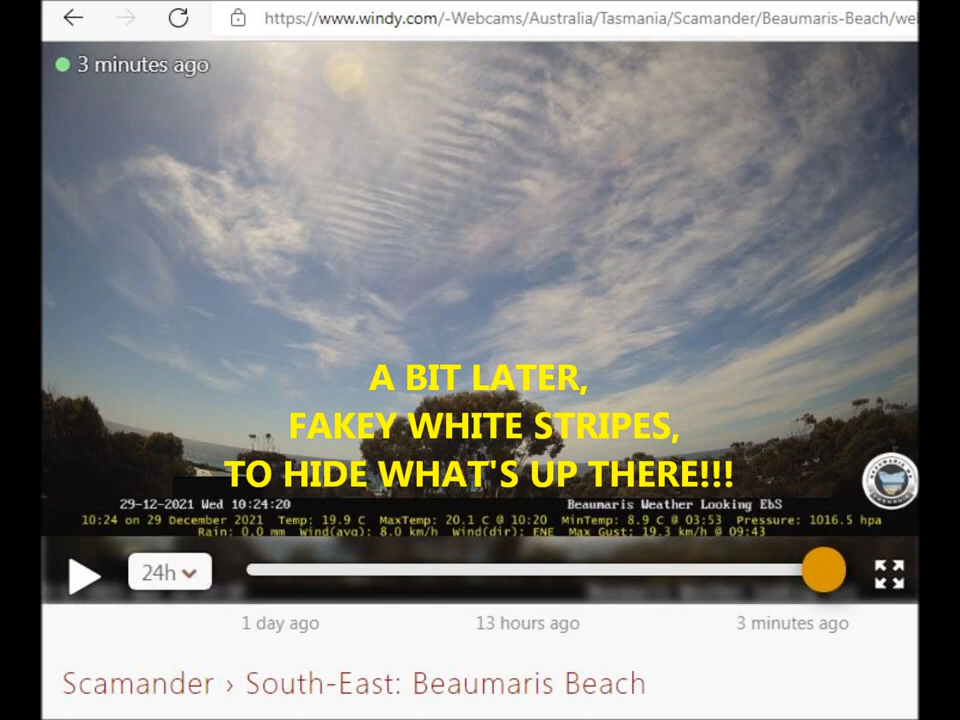 https://www.windy.com/-Webcams/Australia/Tasmania/Scamander/Beaumaris-Beach/we
3 minutes ago
A BIT LATER,
FAKEY WHITE STRIPES,
TO HIDE WHAT'S UP THERE!!!
29-12-2021 Wed 10:24:20 Beaumaris Weather Looking EbS
10:24 on 29 December 2021 Temp: 19.9 C MaxTemp: 20.1 C @ 10:20 MinTemp: 8.9 C @ 03:53 Pressure: 1016.5 hpa
Rain: 0.0 mm Wind(avg): 8.0 km/h Wind(dir): ENE Max Gust: 19.3 km/h @ 09:43
24h
1 day ago 13 hours ago 3 minutes ago
Scamander › South-East: Beaumaris Beach